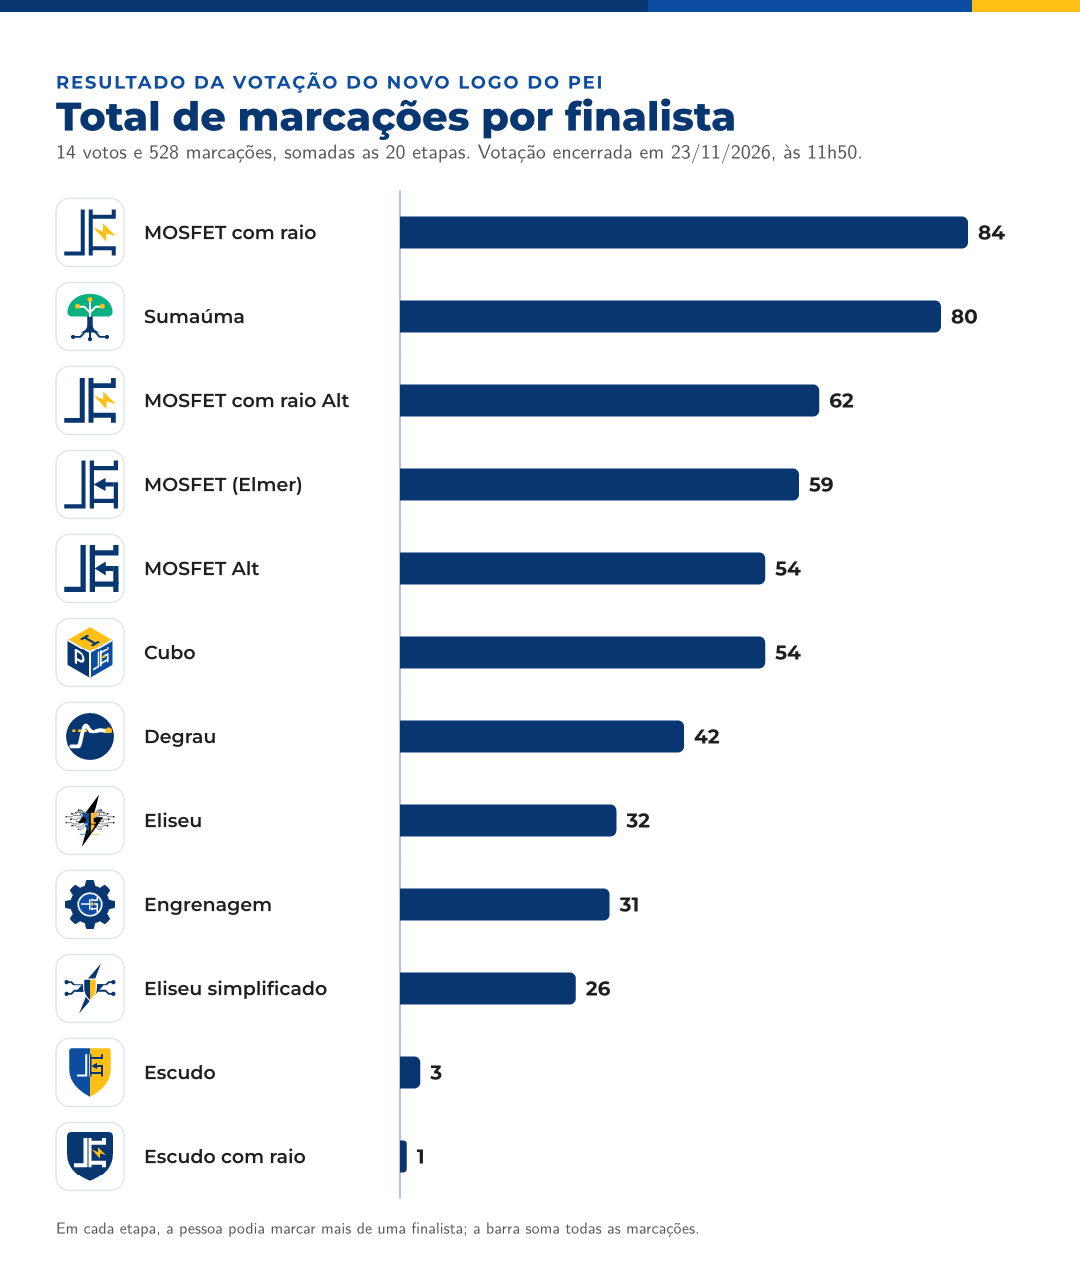 RESULTADO DA VOTAÇÃO DO NOVO LOGO DO PEI
Total de marcações por finalista
14 votos e 528 marcações, somadas as 20 etapas. Votação encerrada em 23/11/2026, às 11h50.
MOSFET com raio 84
Sumaúma 80
MOSFET com raio Alt 62
MOSFET (Elmer) 59
MOSFET Alt 54
Cubo 54
Degrau 42
Eliseu 32
Engrenagem 31
Eliseu simplificado 26
Escudo 3
Escudo com raio 1
Em cada etapa, a pessoa podia marcar mais de uma finalista; a barra soma todas as marcações.